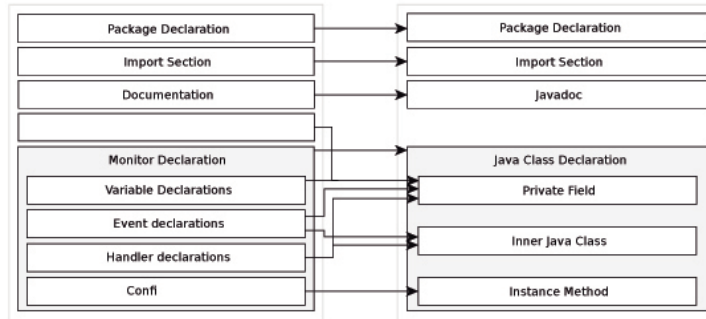 Package Declaration
Import Section
Documentation
Monitor Declaration
Variable Declarations
Event declarations
Handler declarations
Confi
Package Declaration
Import Section
Javadoc
Java Class Declaration
Private Field
Inner Java Class
Instance Method